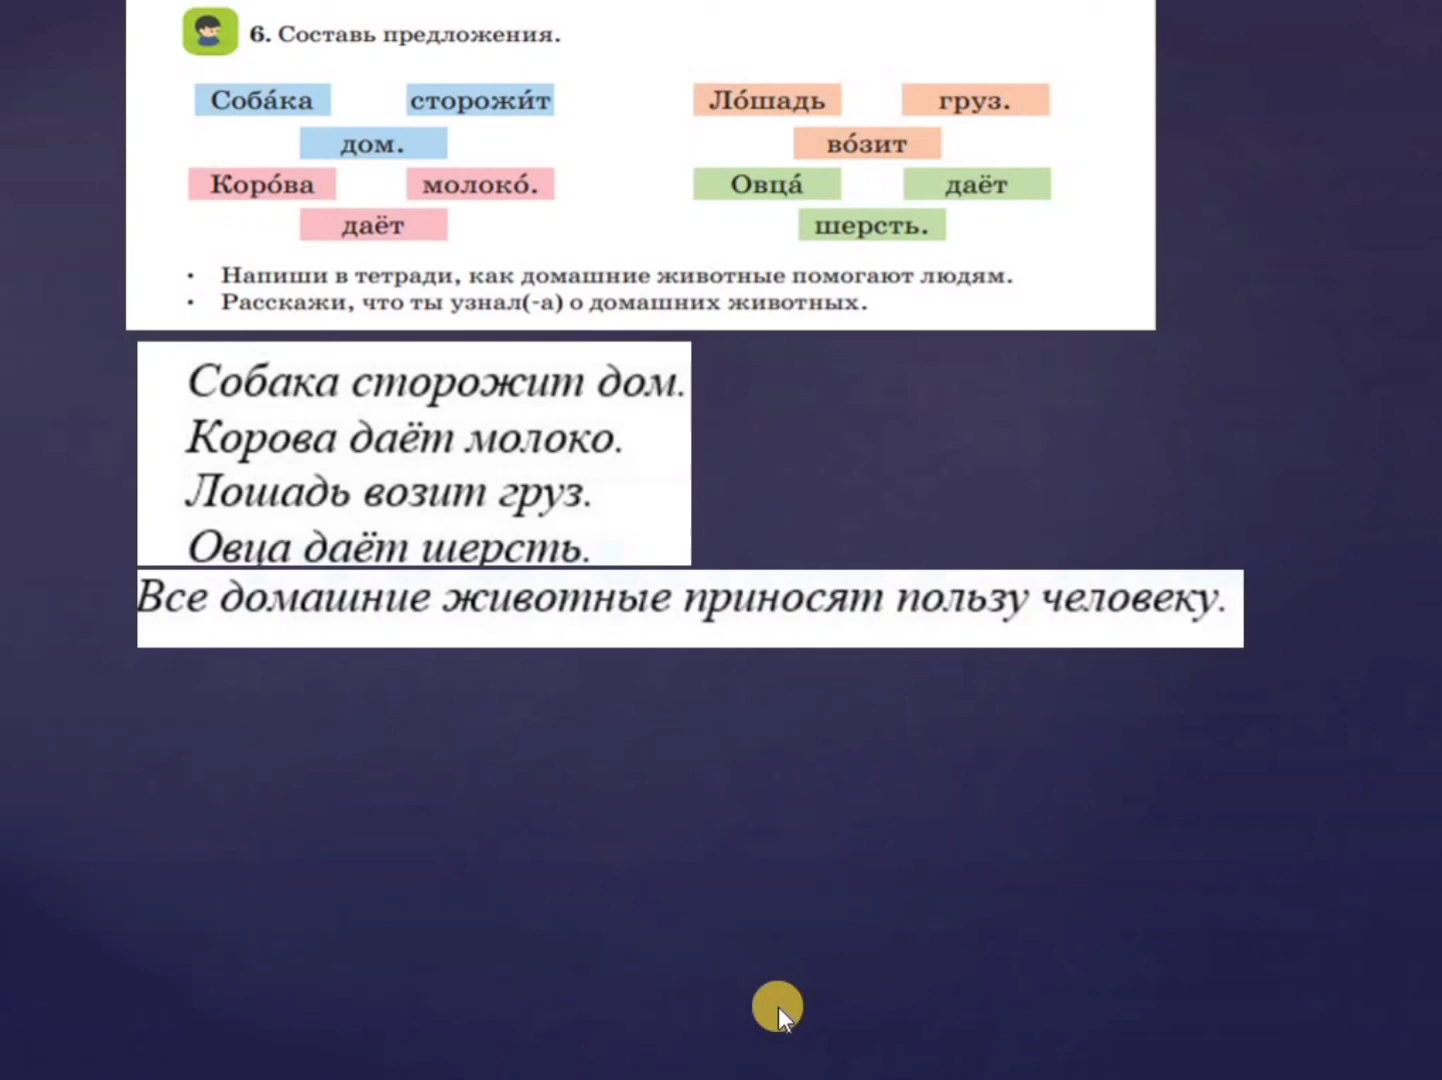 6. Составь предложения.
Соба́ка сторожи́т Ло́шадь груз.
дом. во́зит
Коро́ва молоко́. Овца́ даёт
даёт шерсть.
• Напиши в тетради, как домашние животные помогают людям.
• Расскажи, что ты узнал(-а) о домашних животных.
Собака сторожит дом.
Корова даёт молоко.
Лошадь возит груз.
Овца даёт шерсть.
Все домашние животные приносят пользу человеку.